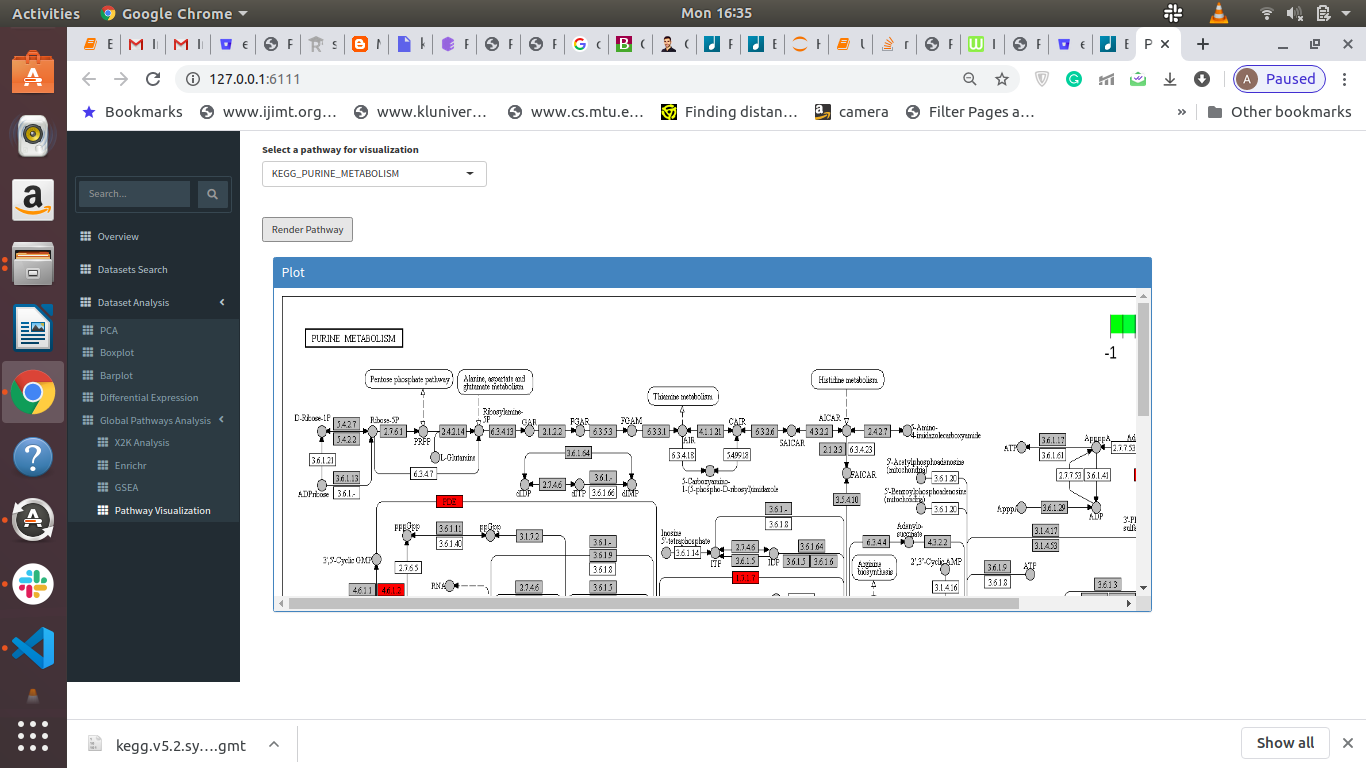 Activities Google Chrome Mon 16:35
127.0.0.1:6111 A Paused
Bookmarks www.ijimt.org... www.kluniver... www.cs.mtu.e... Finding distan... camera Filter Pages a... » Other bookmarks
Search...
Overview
Datasets Search
Dataset Analysis
PCA
Boxplot
Barplot
Differential Expression
Global Pathways Analysis
X2K Analysis
Enrichr
GSEA
Pathway Visualization
Select a pathway for visualization
KEGG_PURINE_METABOLISM
Render Pathway
Plot
PURINE METABOLISM
-1
Pentose phosphate pathway
Alanine, aspartate and
glutamate metabolism
Histidine metabolism
Thiamine metabolism
D-Ribose-1P 5.4.2.7 Ribose-5P
Ribosylamine-
5P
GAR FGAR FGAM CAIR AICAR
5.4.2.2 2.7.6.1 PRPP 2.4.2.14 6.3.4.13 2.1.2.2 6.3.5.3 6.3.3.1 AIR 4.1.1.21 6.3.2.6 SAICAR 4.3.2.2 2.4.2.7
5-Amino-
imidazolecarboxyamide
3.6.1.21 L-Glutamine 3.6.1.64 6.3.4.18 5.4.99.18 2.1.2.3 6.3.4.23
3.6.1.13 6.3.4.7 FAICAR
ADPribose 3.6.1.-
dIDP 2.7.4.6 dITP 3.6.1.- 3.6.1.66 dIMP
5-Carboxyamino-
1-(5-phospho-D-ribosyl)imidazole
3.5.4.10
5'-Acetylphosphoadenosine
(mitochondria) 3.6.1.20
5'-Benzoylphosphoadenosine
(mitochondria) 3.6.1.20
ATP 3.6.1.17 3.6.1.61 AppppA 2.7.7.53
2.7.7.53 3.6.1.41
3.6.1.29 ADP
PDE
pppGpp 3.6.1.11 3.6.1.40 ppGpp 3.1.7.2
3',5'-Cyclic GMP 2.7.6.5
RNA
4.6.1.1 4.6.1.2
3.6.1.- 3.6.1.9 3.6.1.8
3.7.4.6 3.6.1.5
Inosine
5'-tetraphosphate 3.6.1.14
3.6.1.- 3.6.1.8
ITP 2.7.4.6 3.6.1.5 IDP 3.6.1.64 3.6.1.5 3.6.1.6
6.3.4.4
Adenylo-
succinate 4.3.2.2
Arginine
biosynthesis
2',3'-Cyclic AMP
3.1.4.16
3.1.4.17 3.1.4.53
3.6.1.9 3.6.1.8 ATP
3.6.1.3
kegg.v5.2.sy....gmt Show all